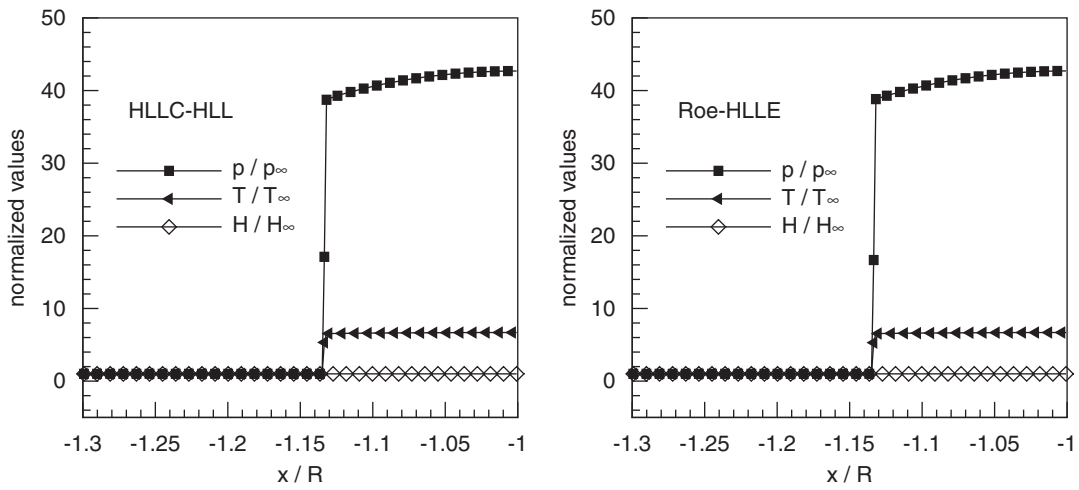 50
40
30
20
10
0
normalized values
HLLC-HLL
p / p∞
T / T∞
H / H∞
-1.3 -1.25 -1.2 -1.15 -1.1 -1.05 -1
x / R
50
40
30
20
10
0
normalized values
Roe-HLLE
p / p∞
T / T∞
H / H∞
-1.3 -1.25 -1.2 -1.15 -1.1 -1.05 -1
x / R